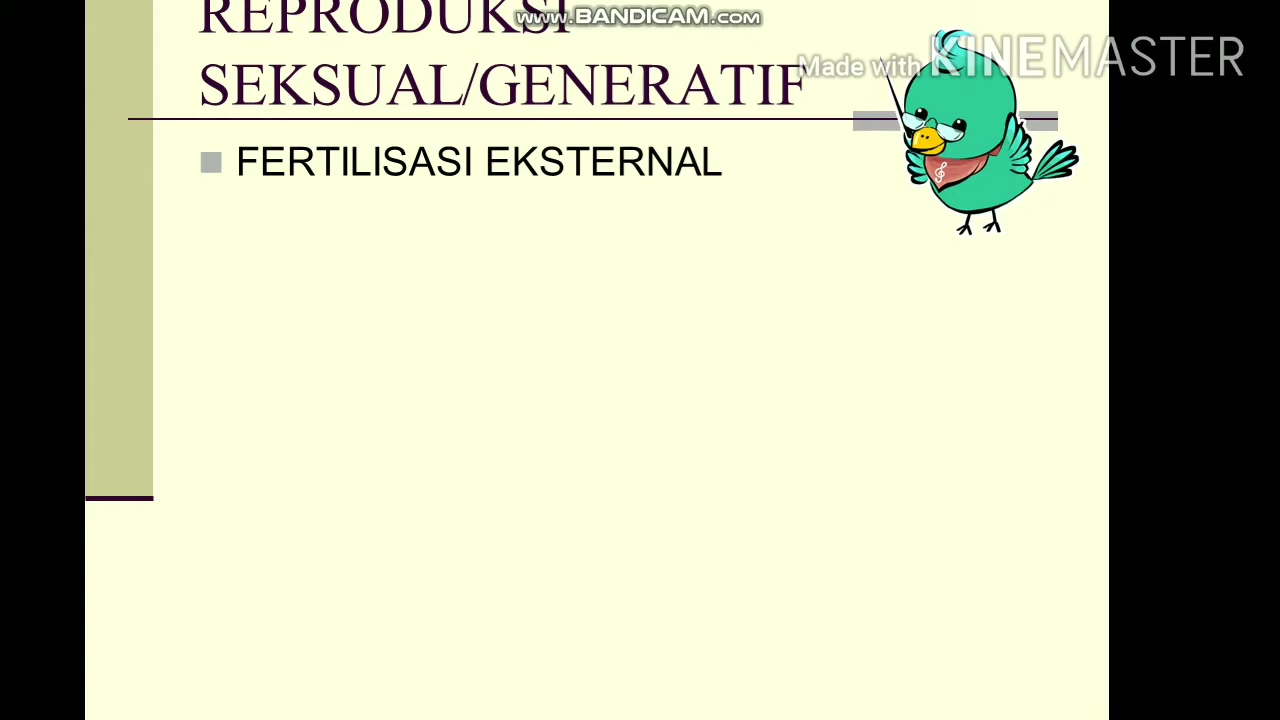 www.BANDICAM.com
REPRODUKSI
Made with KINEMASTER
SEKSUAL/GENERATIF
FERTILISASI EKSTERNAL